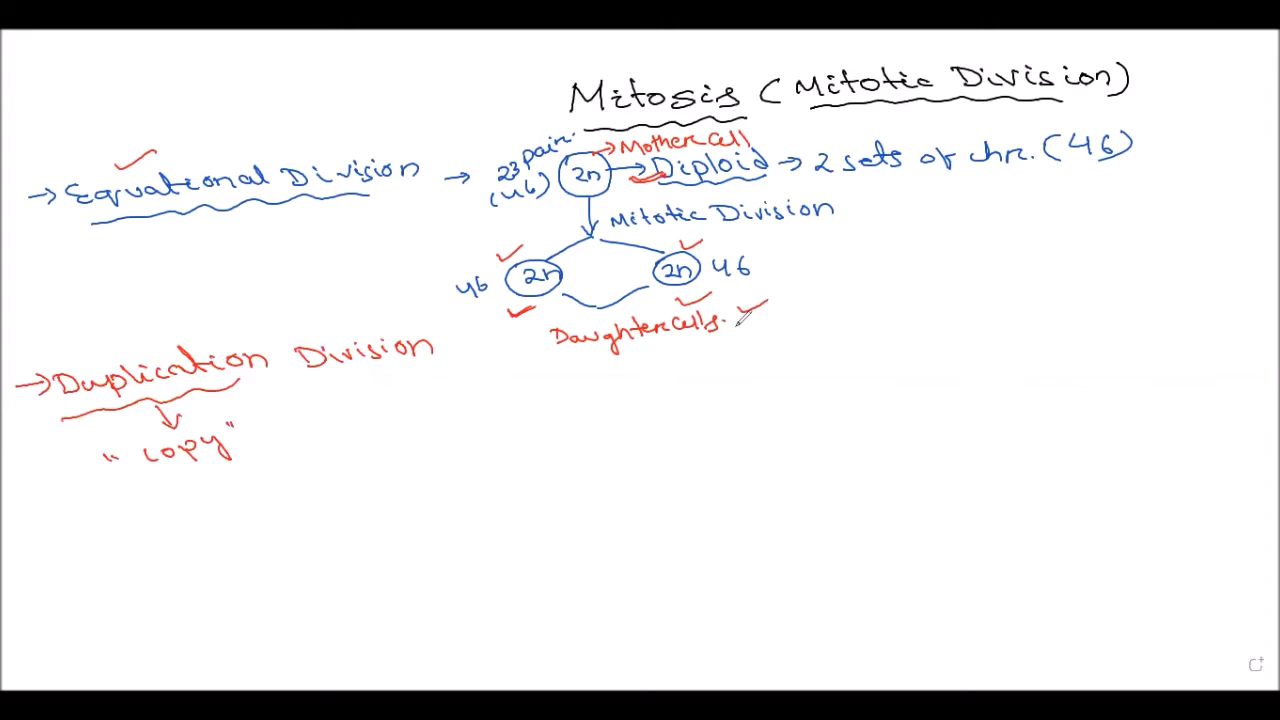 Mitosis (Mitotic Division)
→ Equational Division → 23 pair. (46) 2n → Mother cell
→ Diploid → 2 sets of chr. (46)
Mitotic Division
46 2n 2n 46
Daughter cells.
→ Duplication Division
"copy"